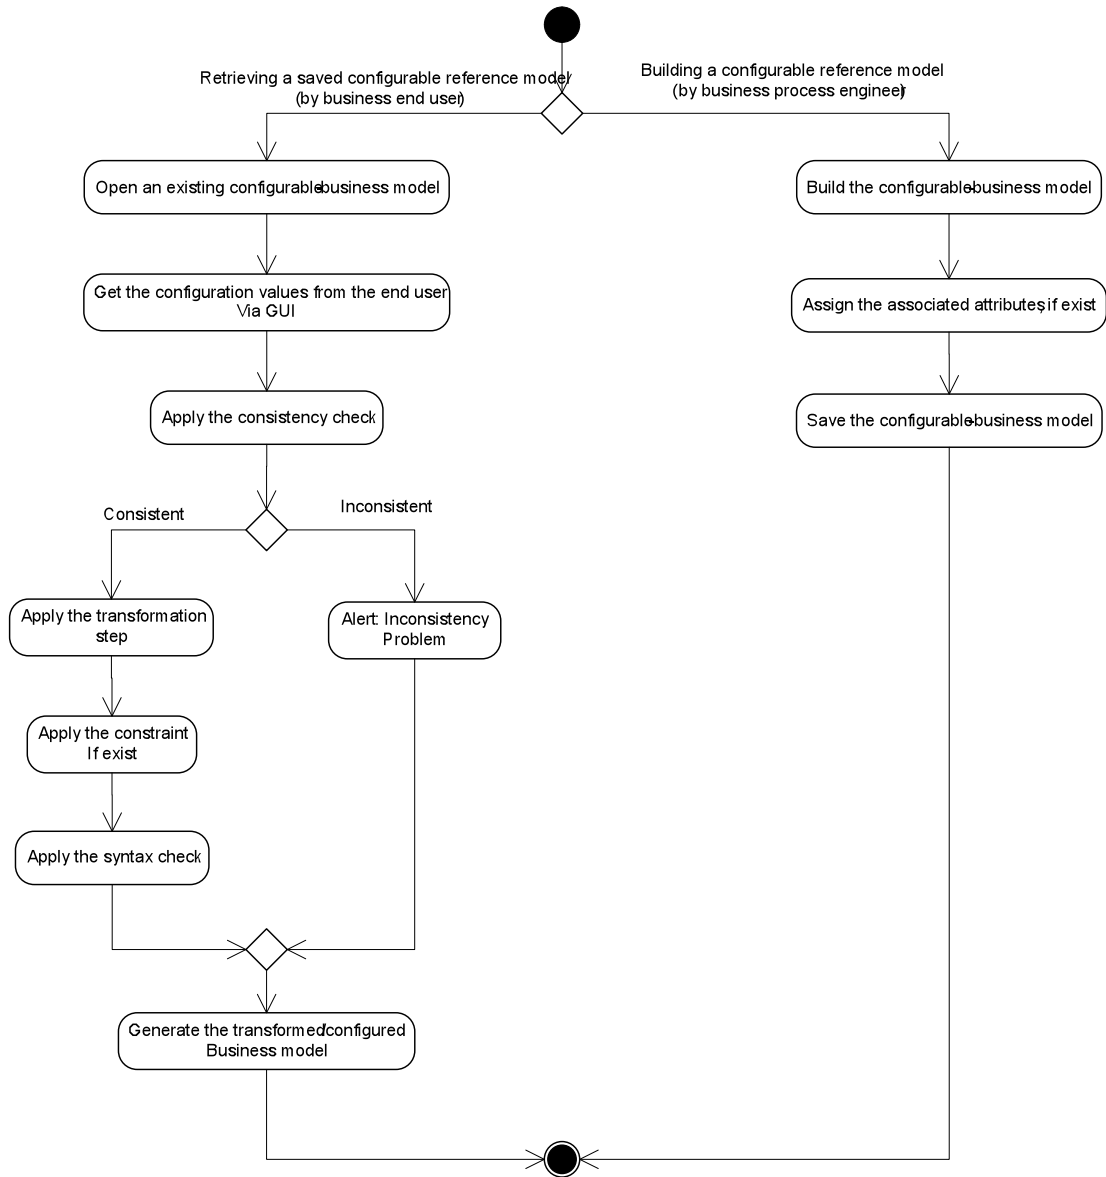 Retrieving a saved configurable reference model/
(by business end user)
Building a configurable reference model
(by business process engineer)
Open an existing configurable-business model
Build the configurable-business model
Get the configuration values from the end user
Via GUI
Assign the associated attributes, if exist
Apply the consistency check
Save the configurable-business model
Consistent
Inconsistent
Apply the transformation
step
Alert: Inconsistency
Problem
Apply the constraint
If exist
Apply the syntax check
Generate the transformed/configured
Business model